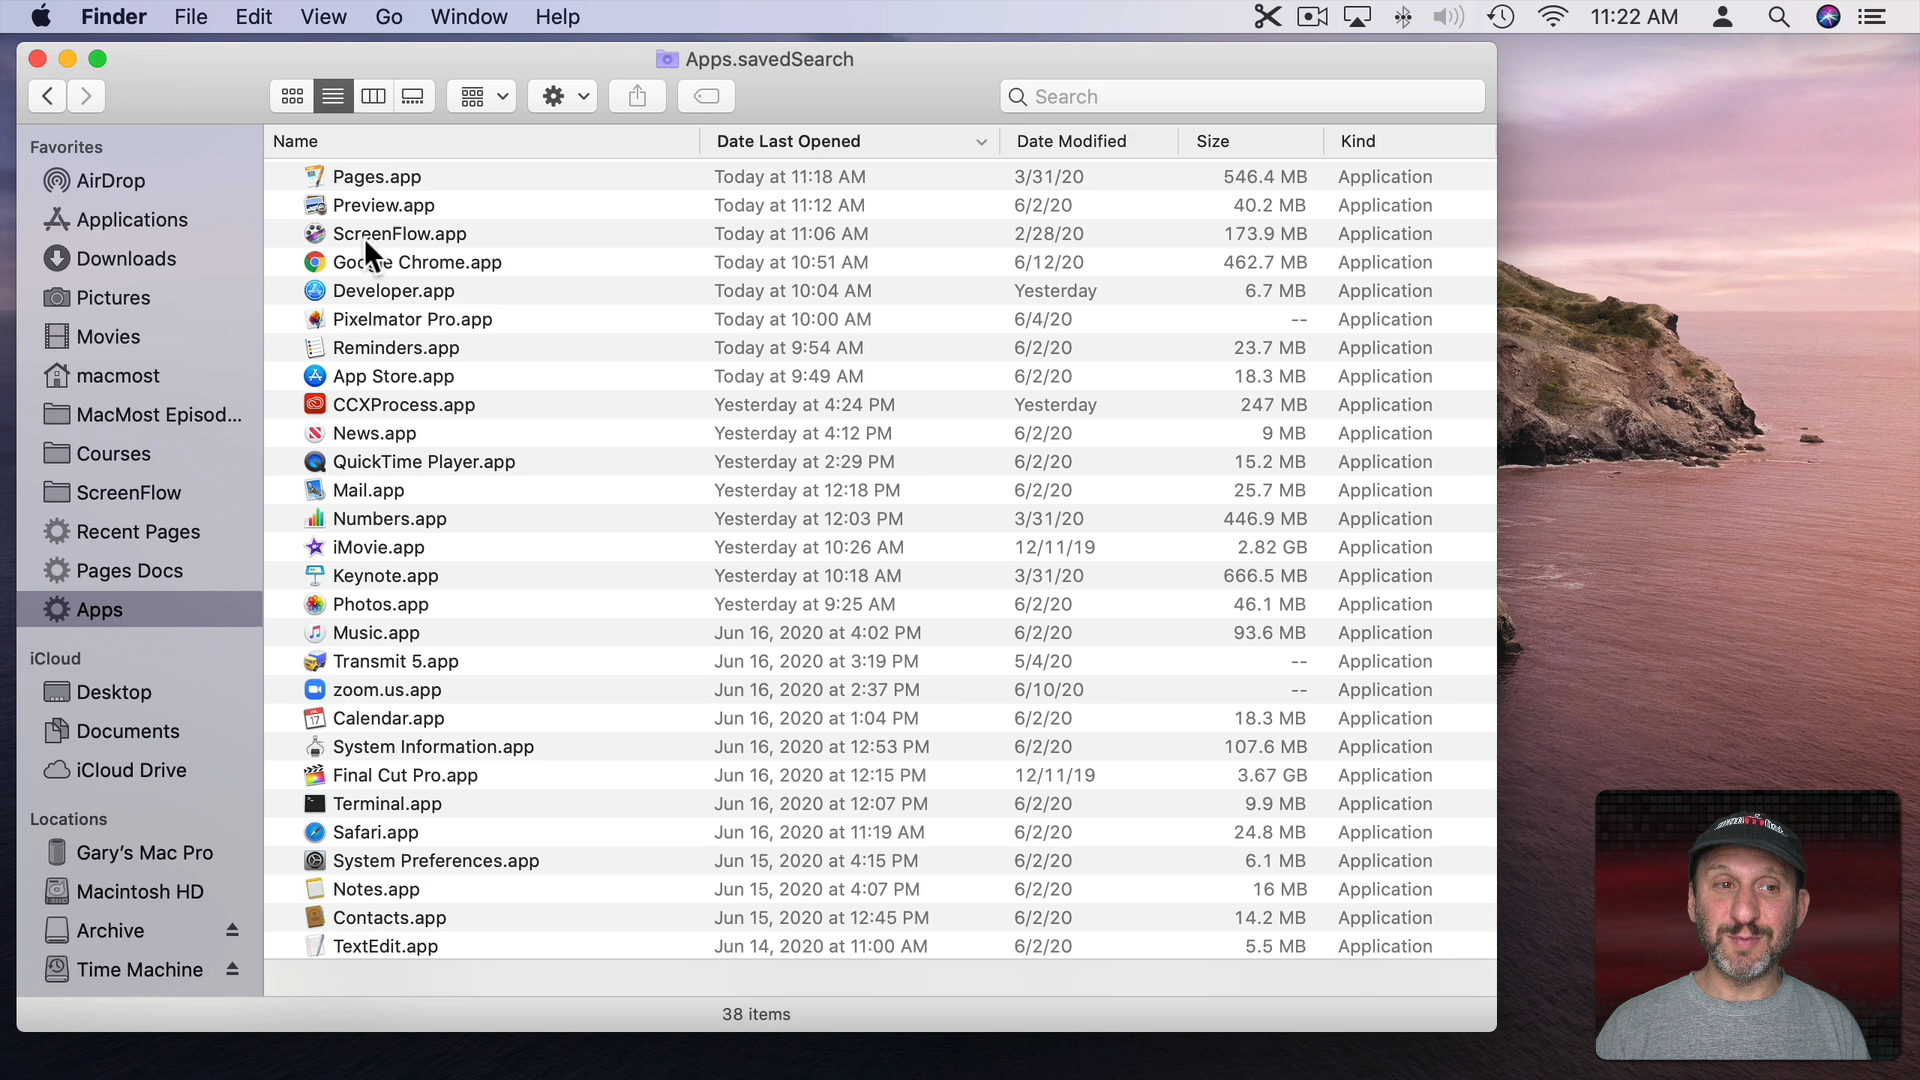 Finder File Edit View Go Window Help 11:22 AM
Apps.savedSearch
Search
Favorites
AirDrop
Applications
Downloads
Pictures
Movies
macmost
MacMost Episod...
Courses
ScreenFlow
Recent Pages
Pages Docs
Apps
iCloud
Desktop
Documents
iCloud Drive
Locations
Gary's Mac Pro
Macintosh HD
Archive
Time Machine
Name Date Last Opened Date Modified Size Kind
Pages.app Today at 11:18 AM 3/31/20 546.4 MB Application
Preview.app Today at 11:12 AM 6/2/20 40.2 MB Application
ScreenFlow.app Today at 11:06 AM 2/28/20 173.9 MB Application
Google Chrome.app Today at 10:51 AM 6/12/20 462.7 MB Application
Developer.app Today at 10:04 AM Yesterday 6.7 MB Application
Pixelmator Pro.app Today at 10:00 AM 6/4/20 -- Application
Reminders.app Today at 9:54 AM 6/2/20 23.7 MB Application
App Store.app Today at 9:49 AM 6/2/20 18.3 MB Application
CCXProcess.app Yesterday at 4:24 PM Yesterday 247 MB Application
News.app Yesterday at 4:12 PM 6/2/20 9 MB Application
QuickTime Player.app Yesterday at 2:29 PM 6/2/20 15.2 MB Application
Mail.app Yesterday at 12:18 PM 6/2/20 25.7 MB Application
Numbers.app Yesterday at 12:03 PM 3/31/20 446.9 MB Application
iMovie.app Yesterday at 10:26 AM 12/11/19 2.82 GB Application
Keynote.app Yesterday at 10:18 AM 3/31/20 666.5 MB Application
Photos.app Yesterday at 9:25 AM 6/2/20 46.1 MB Application
Music.app Jun 16, 2020 at 4:02 PM 6/2/20 93.6 MB Application
Transmit 5.app Jun 16, 2020 at 3:19 PM 5/4/20 -- Application
zoom.us.app Jun 16, 2020 at 2:37 PM 6/10/20 -- Application
Calendar.app Jun 16, 2020 at 1:04 PM 6/2/20 18.3 MB Application
System Information.app Jun 16, 2020 at 12:53 PM 6/2/20 107.6 MB Application
Final Cut Pro.app Jun 16, 2020 at 12:15 PM 12/11/19 3.67 GB Application
Terminal.app Jun 16, 2020 at 12:07 PM 6/2/20 9.9 MB Application
Safari.app Jun 16, 2020 at 11:19 AM 6/2/20 24.8 MB Application
System Preferences.app Jun 15, 2020 at 4:15 PM 6/2/20 6.1 MB Application
Notes.app Jun 15, 2020 at 4:07 PM 6/2/20 16 MB Application
Contacts.app Jun 15, 2020 at 12:45 PM 6/2/20 14.2 MB Application
TextEdit.app Jun 14, 2020 at 11:00 AM 6/2/20 5.5 MB Application
38 items